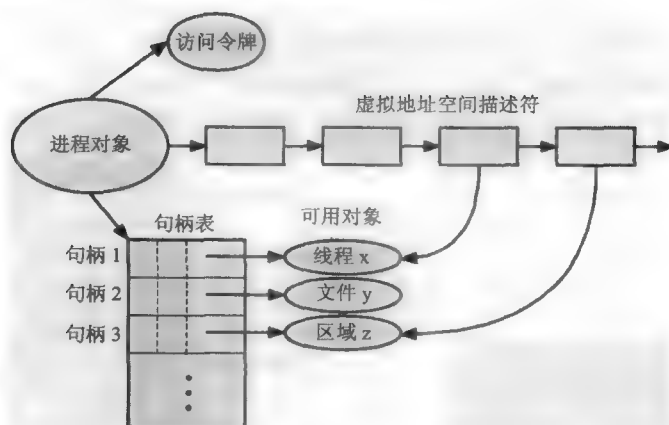 访问令牌
虚拟地址空间描述符
进程对象
句柄表
可用对象
句柄 1
线程 x
句柄 2
文件 y
句柄 3
区域 z